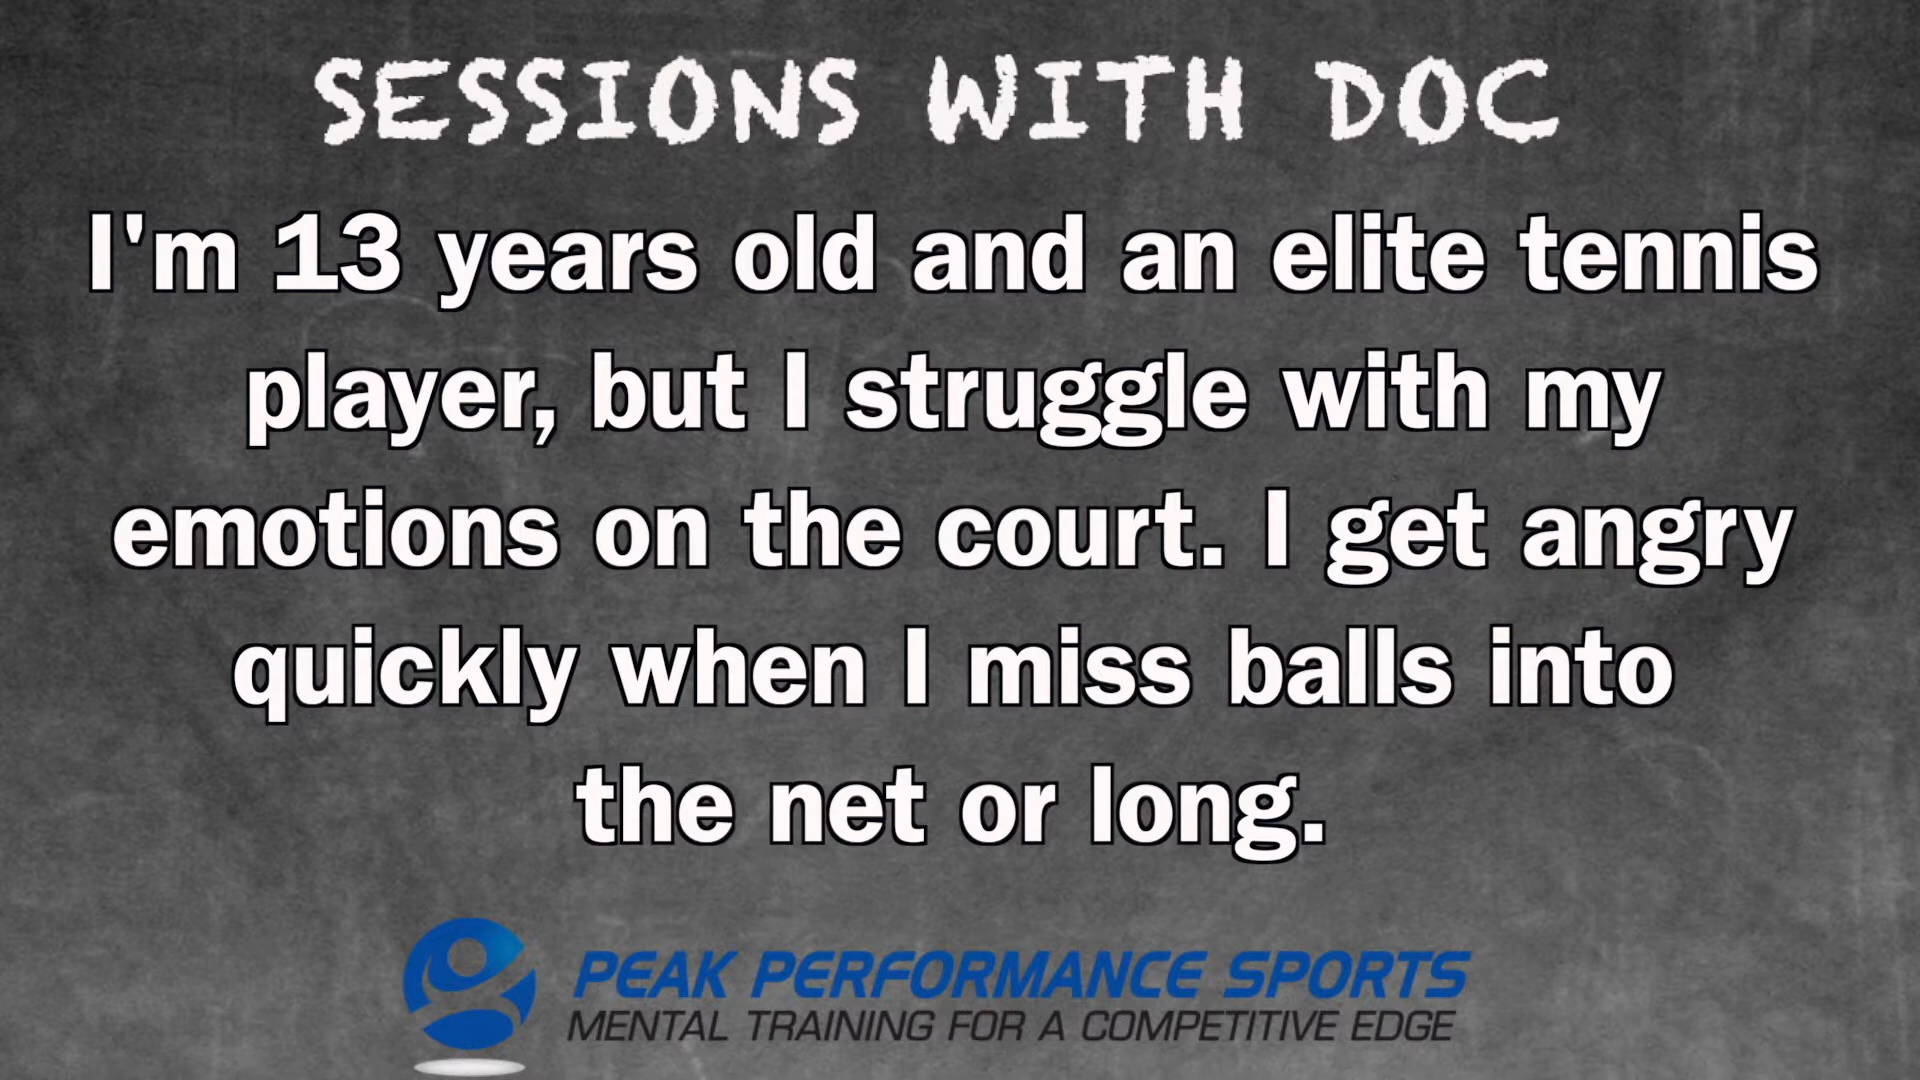 SESSIONS WITH DOC
I'm 13 years old and an elite tennis
player, but I struggle with my
emotions on the court. I get angry
quickly when I miss balls into
the net or long.
PEAK PERFORMANCE SPORTS
MENTAL TRAINING FOR A COMPETITIVE EDGE